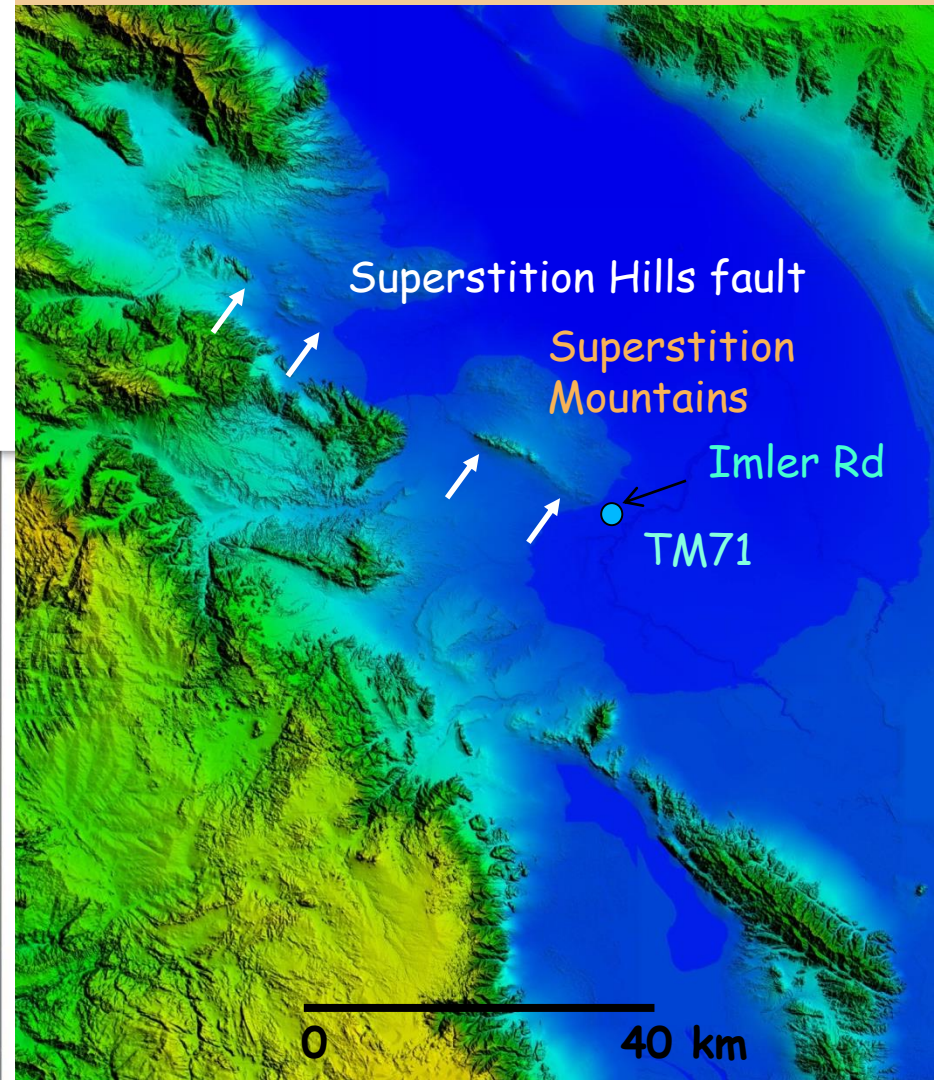 Superstition Hills fault
Superstition
Mountains
Imler Rd
TM71
0
40 km